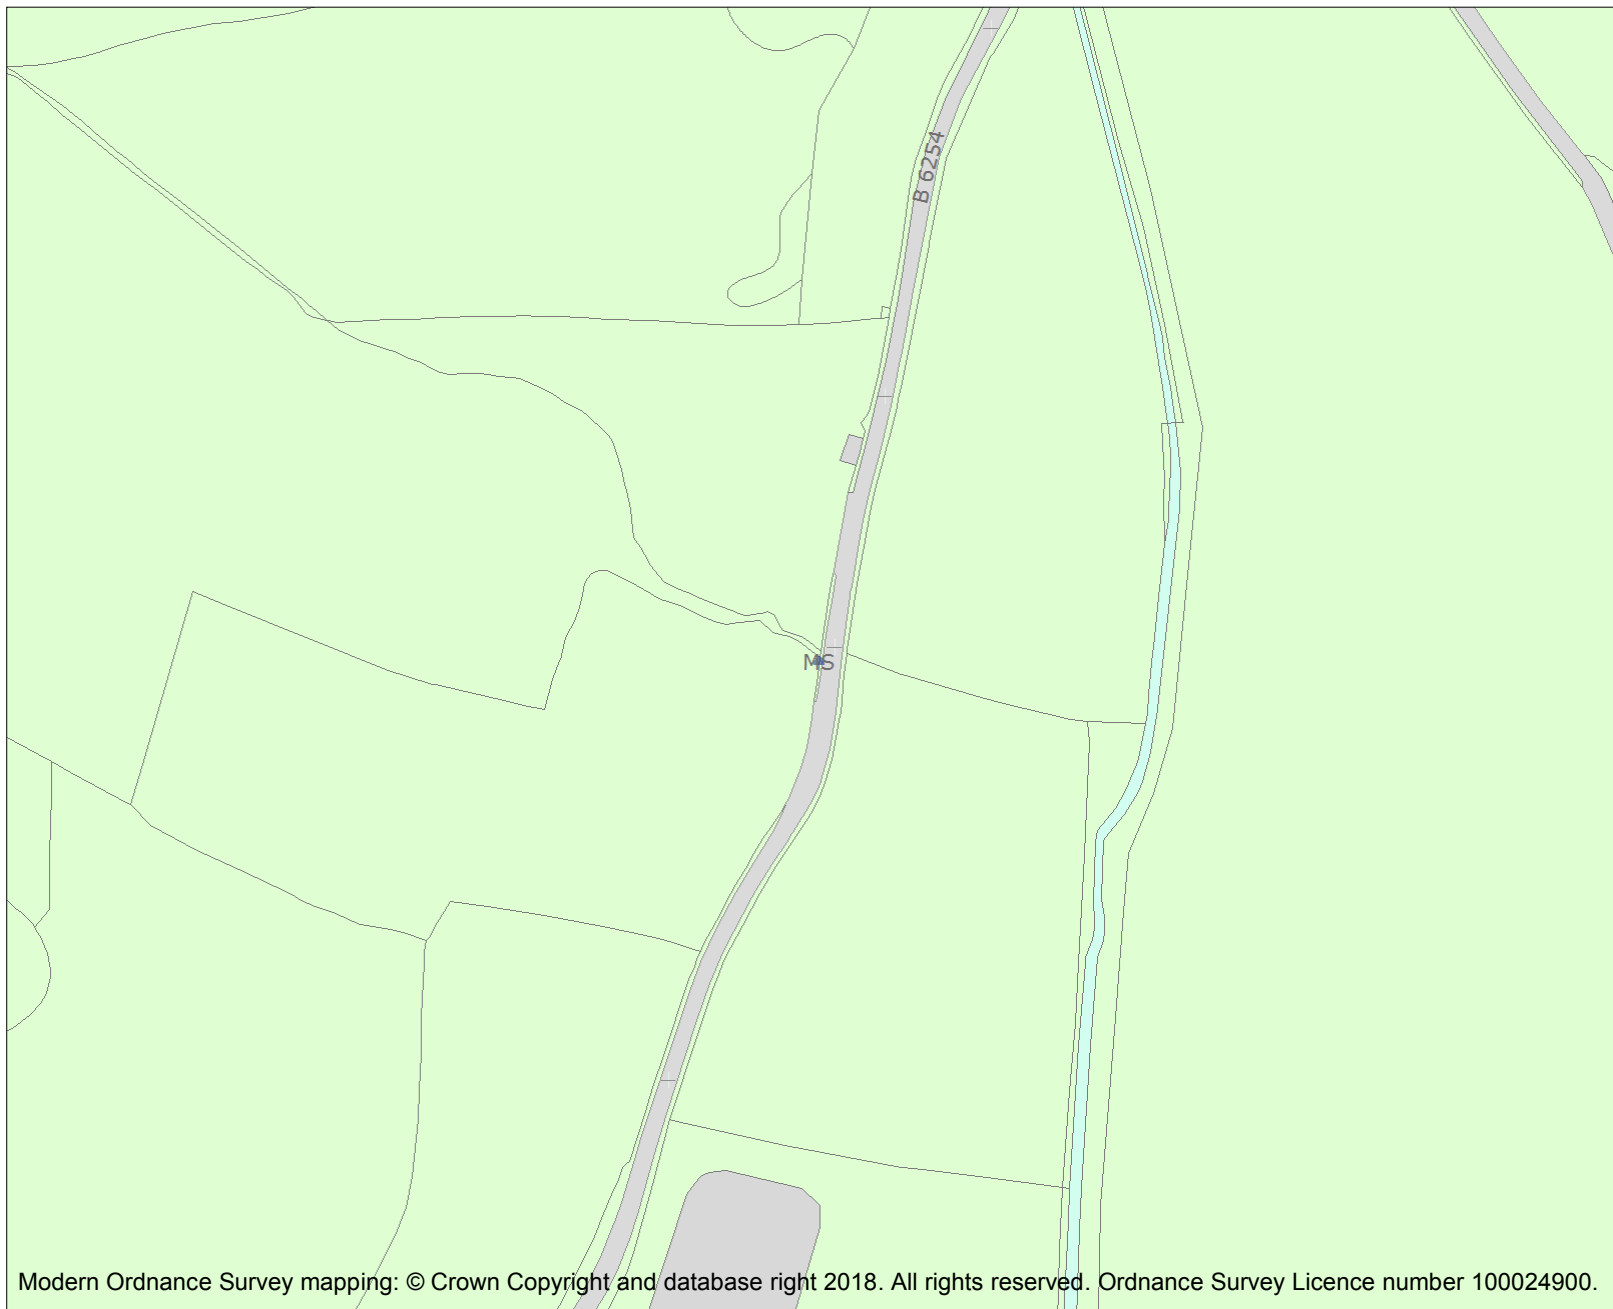 B 6254
MS
Modern Ordnance Survey mapping: © Crown Copyright and database right 2018. All rights reserved. Ordnance Survey Licence number 100024900.